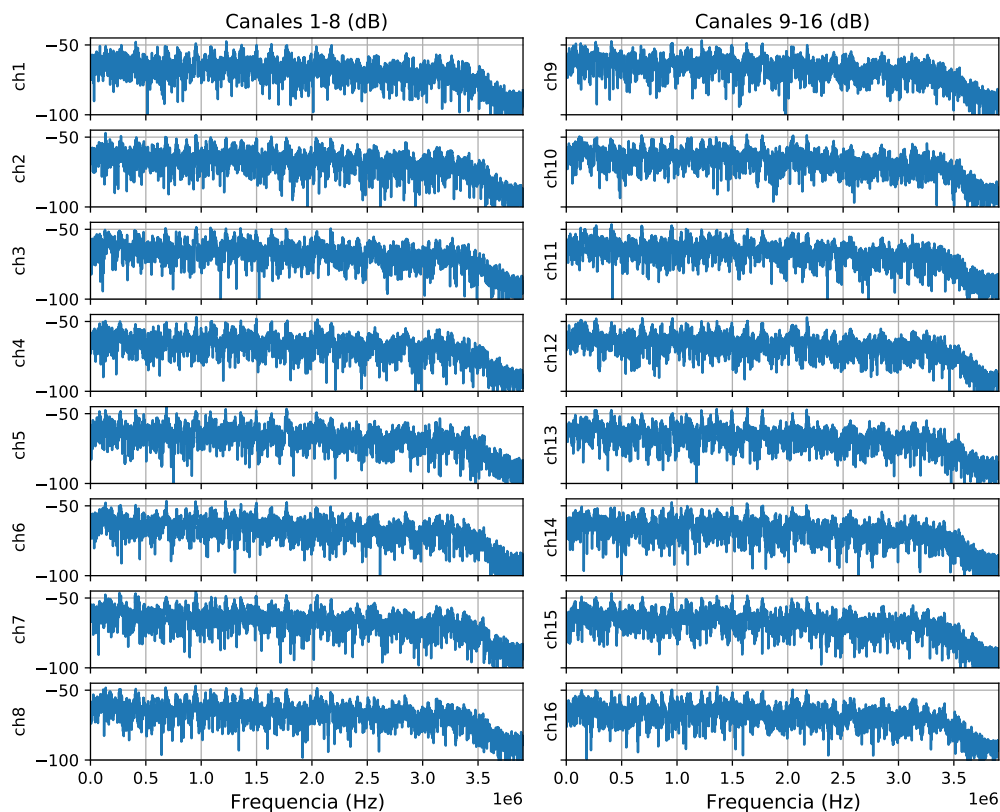 Canales 1-8 (dB) Canales 9-16 (dB)
−50
ch1 ch9
−100
−50
ch2 ch10
−100
−50
ch3 ch11
−100
−50
ch4 ch12
−100
−50
ch5 ch13
−100
−50
ch6 ch14
−100
−50
ch7 ch15
−100
−50
ch8 ch16
−100
0.0 0.5 1.0 1.5 2.0 2.5 3.0 3.5 0.0 0.5 1.0 1.5 2.0 2.5 3.0 3.5
Frequencia (Hz) 1e6 Frequencia (Hz) 1e6